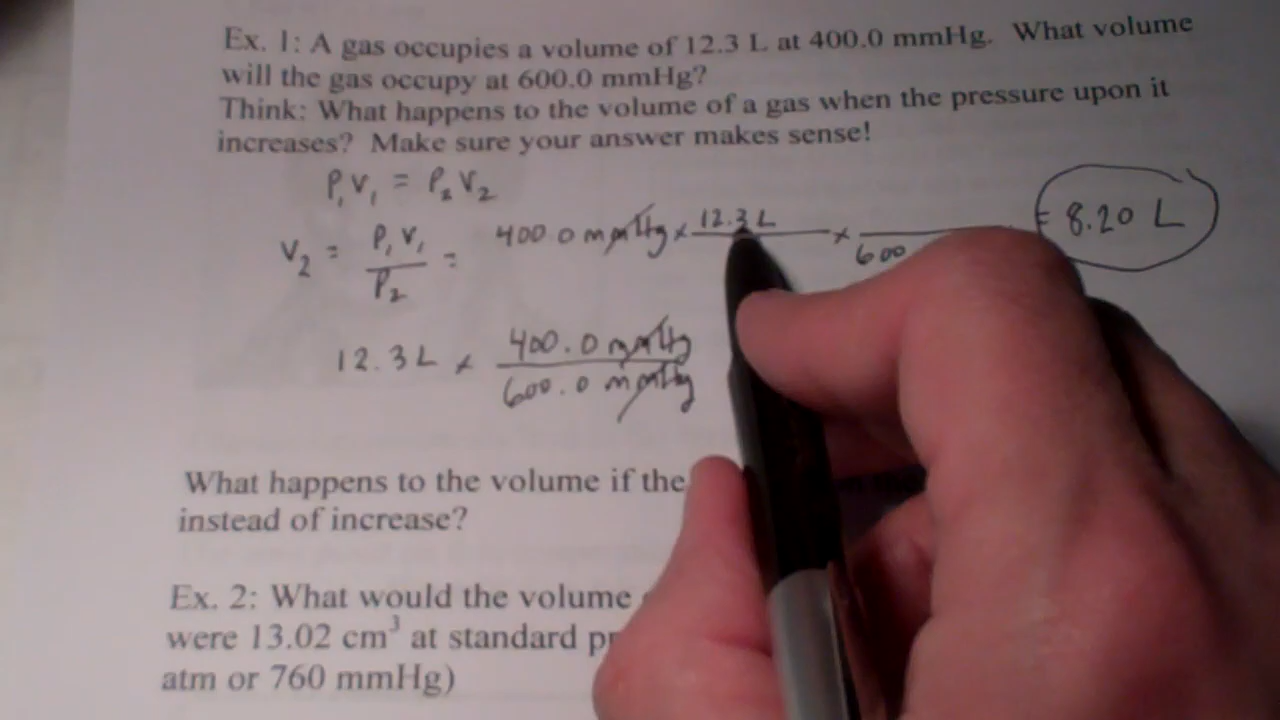 Ex. 1: A gas occupies a volume of 12.3 L at 400.0 mmHg. What volume
will the gas occupy at 600.0 mmHg?
Think: What happens to the volume of a gas when the pressure upon it
increases? Make sure your answer makes sense!
P₁V₁ = P₂V₂
V₂ = P₁V₁ / P₂ = 400.0 mmHg × 12.3 L × / 600 = 8.20 L
12.3 L × 400.0 mmHg / 600.0 mmHg
What happens to the volume if the
instead of increase?
Ex. 2: What would the volume
were 13.02 cm³ at standard
atm or 760 mmHg)